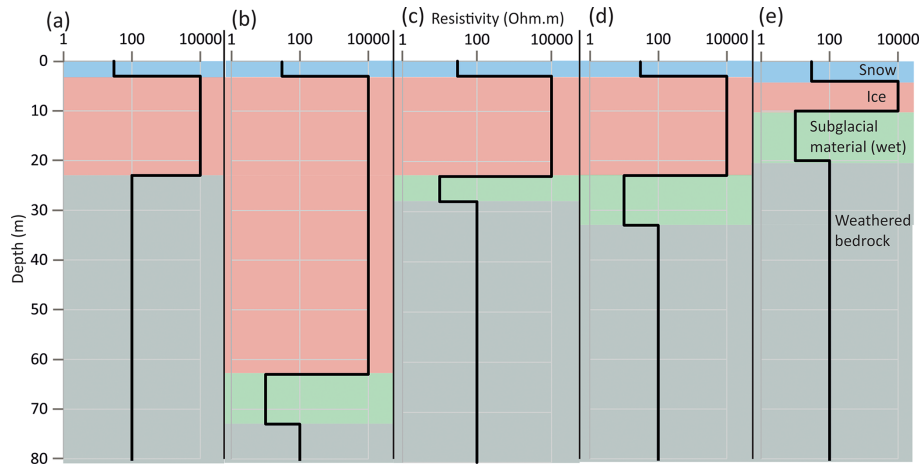 (a) (b) (c) Resistivity (Ohm.m) (d) (e)
1 100 10000 1 100 10000 1 100 10000 1 100 10000 1 100 10000
0
10
20
30
40
50
60
70
80
Depth (m)
Snow
Ice
Subglacial
material (wet)
Weathered
bedrock